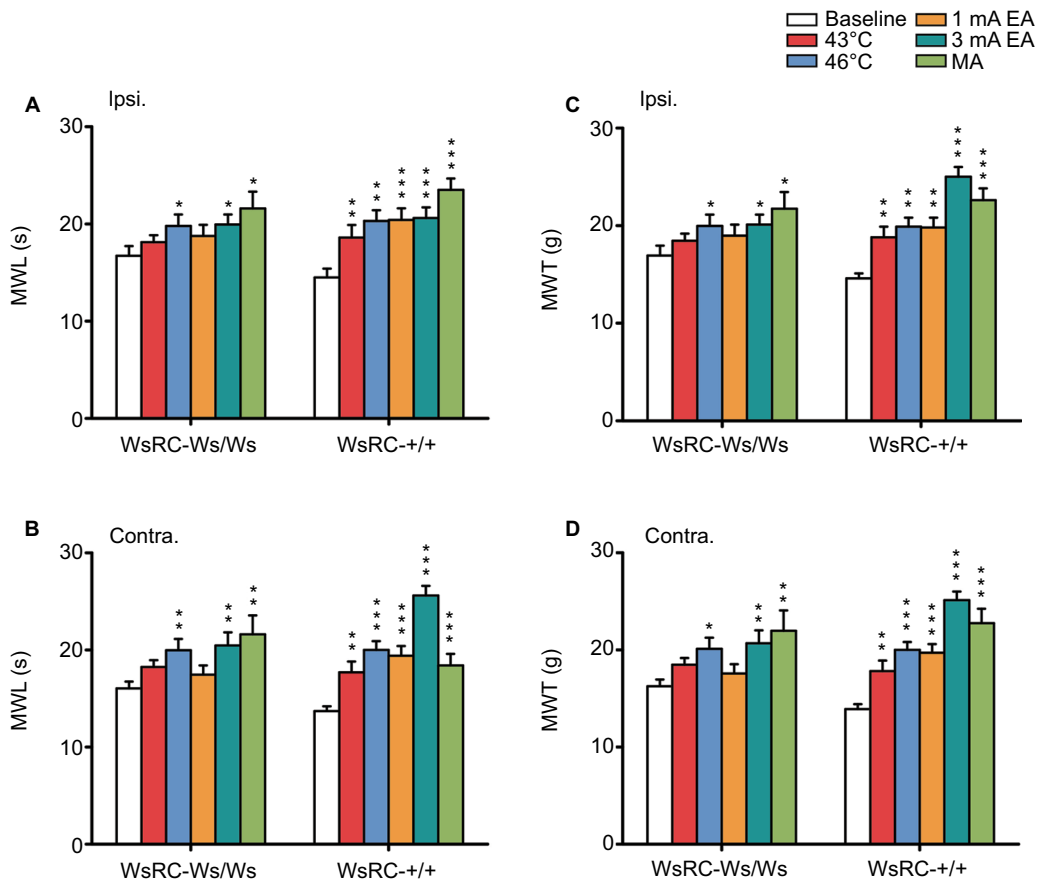 Baseline 1 mA EA
43°C 3 mA EA
46°C MA
A Ipsi.
30
20
10
0
MWL (s)
* * * ** ** *** *** ***
WsRC-Ws/Ws WsRC-+/+
C Ipsi.
30
20
10
0
MWT (g)
* * * ** ** ** *** ***
WsRC-Ws/Ws WsRC-+/+
B Contra.
30
20
10
0
MWL (s)
** ** ** ** *** *** *** ***
WsRC-Ws/Ws WsRC-+/+
D Contra.
30
20
10
0
MWT (g)
* ** ** ** *** *** *** ***
WsRC-Ws/Ws WsRC-+/+